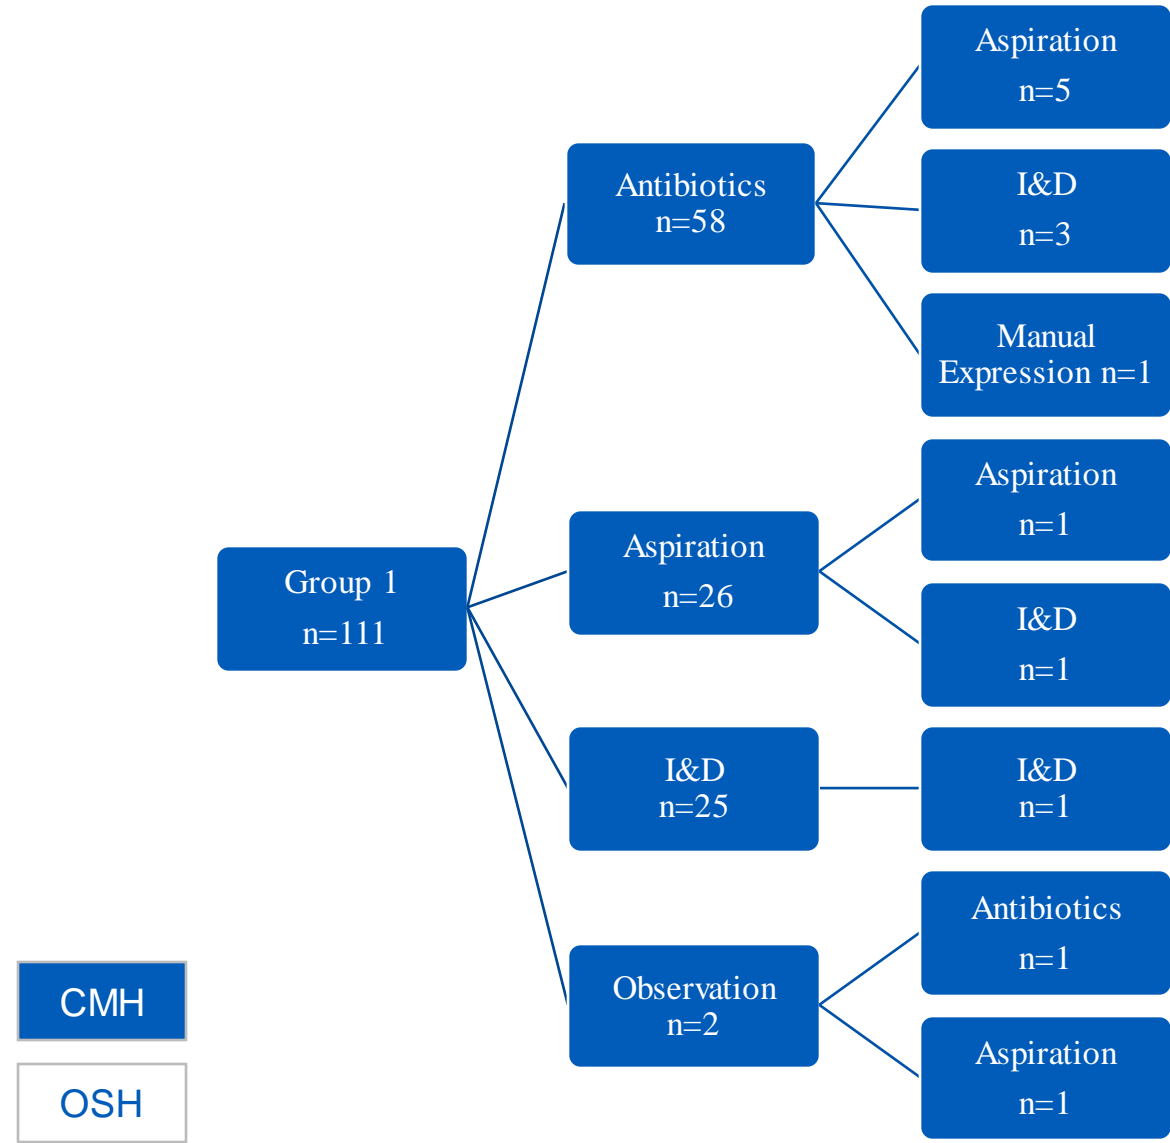 Group 1
n=111
Antibiotics
n=58
Aspiration
n=5
I&D
n=3
Manual
Expression n=1
Aspiration
n=26
Aspiration
n=1
I&D
n=1
I&D
n=25
I&D
n=1
Observation
n=2
Antibiotics
n=1
Aspiration
n=1
CMH
OSH